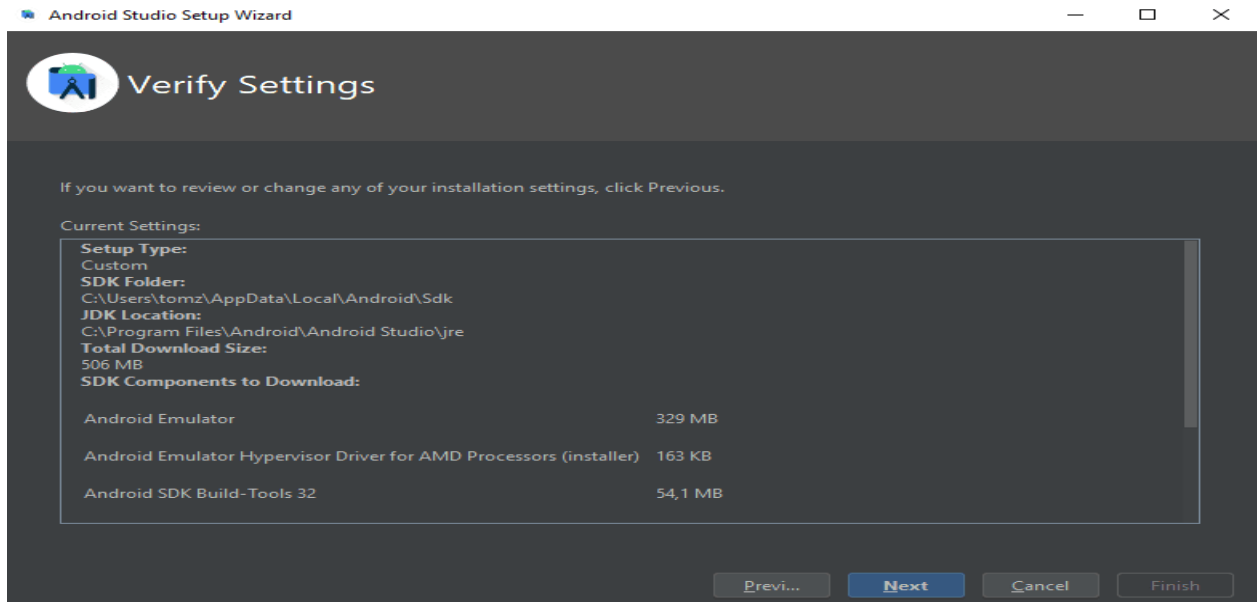 Android Studio Setup Wizard
Verify Settings
If you want to review or change any of your installation settings, click Previous.
Current Settings:
Setup Type:
Custom
SDK Folder:
C:\Users\tomz\AppData\Local\Android\Sdk
JDK Location:
C:\Program Files\Android\Android Studio\jre
Total Download Size:
506 MB
SDK Components to Download:
Android Emulator 329 MB
Android Emulator Hypervisor Driver for AMD Processors (installer) 163 KB
Android SDK Build-Tools 32 54,1 MB
Previ... Next Cancel Finish